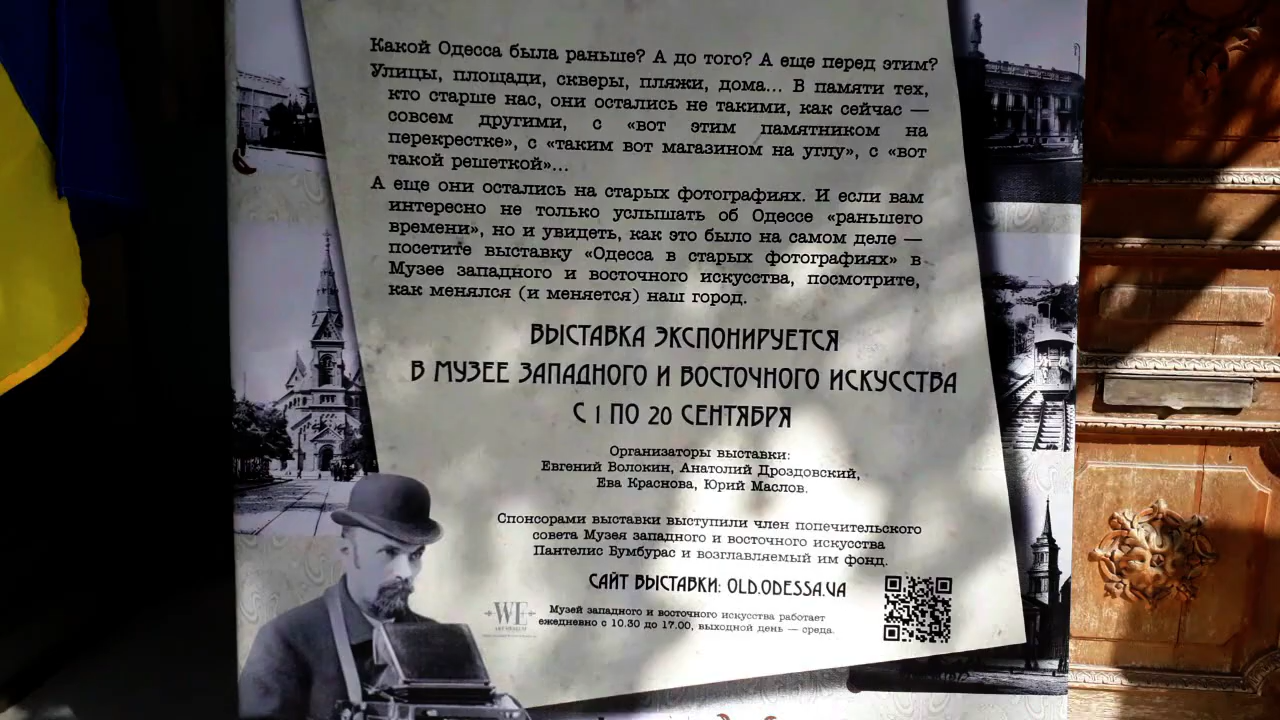 Какой Одесса была раньше? А до того? А еще перед этим?
Улицы, площади, скверы, пляжи, дома... В памяти тех,
кто старше нас, они остались не такими, как сейчас —
совсем другими, с «вот этим памятником на
перекрестке», с «таким вот магазином на углу», с «вот
такой решеткой»...
А еще они остались на старых фотографиях. И если вам
интересно не только услышать об Одессе «раньшего
времени», но и увидеть, как это было на самом деле —
посетите выставку «Одесса в старых фотографиях» в
Музее западного и восточного искусства, посмотрите,
как менялся (и меняется) наш город.
ВЫСТАВКА ЭКСПОНИРУЕТСЯ
В МУЗЕЕ ЗАПАДНОГО И ВОСТОЧНОГО ИСКУССТВА
С 1 ПО 20 СЕНТЯБРЯ
Организаторы выставки:
Евгений Волокин, Анатолий Дроздовский,
Ева Краснова, Юрий Маслов.
Спонсорами выставки выступили член попечительского
совета Музея западного и восточного искусства
Пантелис Бумбурас и возглавляемый им фонд.
САЙТ ВЫСТАВКИ: OLD.ODESSA.UA
WE
Музей западного и восточного искусства работает
ежедневно с 10.30 до 17.00, выходной день — среда.